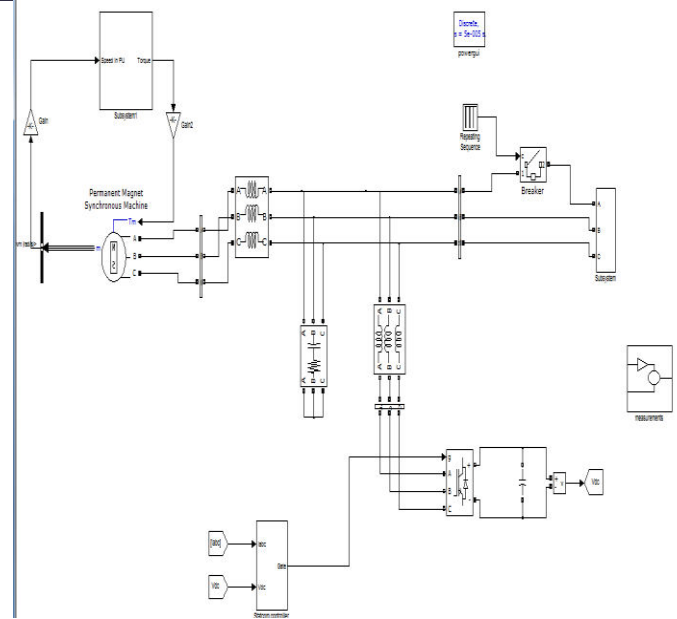 Discrete,
s = 5e-005 s
powergui
Speed in PU
Torque
Subsystem1
Gain
Gain2
Repeating
Sequence
Breaker
Permanent Magnet
Synchronous Machine
Tm
m
A
B
C
A
B
C
A
B
C
A
B
C
Subsystem
A B C
A B C
A B C
A B C
measurements
g
A
B
C
+
-
v
Vdc
[Iabc]
Iabc
Gate
Vdc
Vdc
Statcom controller